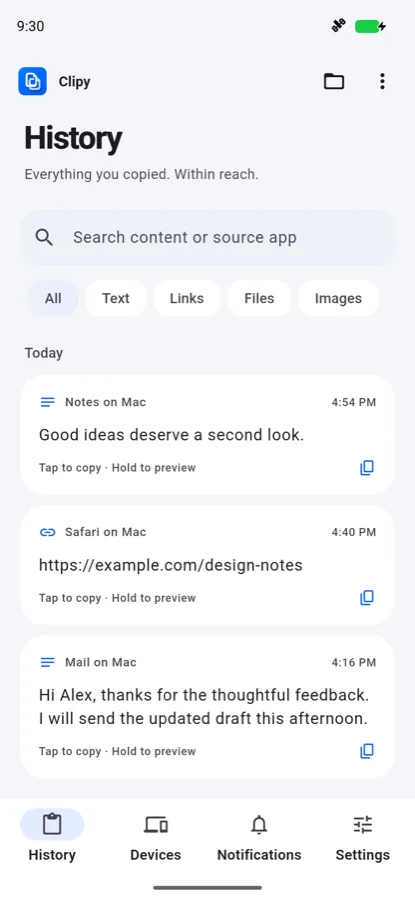 9:30
Clipy
History
Everything you copied. Within reach.
Search content or source app
All Text Links Files Images
Today
Notes on Mac 4:54 PM
Good ideas deserve a second look.
Tap to copy · Hold to preview
Safari on Mac 4:40 PM
https://example.com/design-notes
Tap to copy · Hold to preview
Mail on Mac 4:16 PM
Hi Alex, thanks for the thoughtful feedback.
I will send the updated draft this afternoon.
Tap to copy · Hold to preview
History Devices Notifications Settings